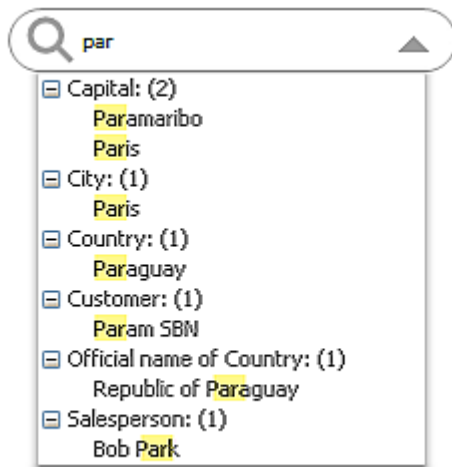 par
Capital: (2)
Paramaribo
Paris
City: (1)
Paris
Country: (1)
Paraguay
Customer: (1)
Param SBN
Official name of Country: (1)
Republic of Paraguay
Salesperson: (1)
Bob Park